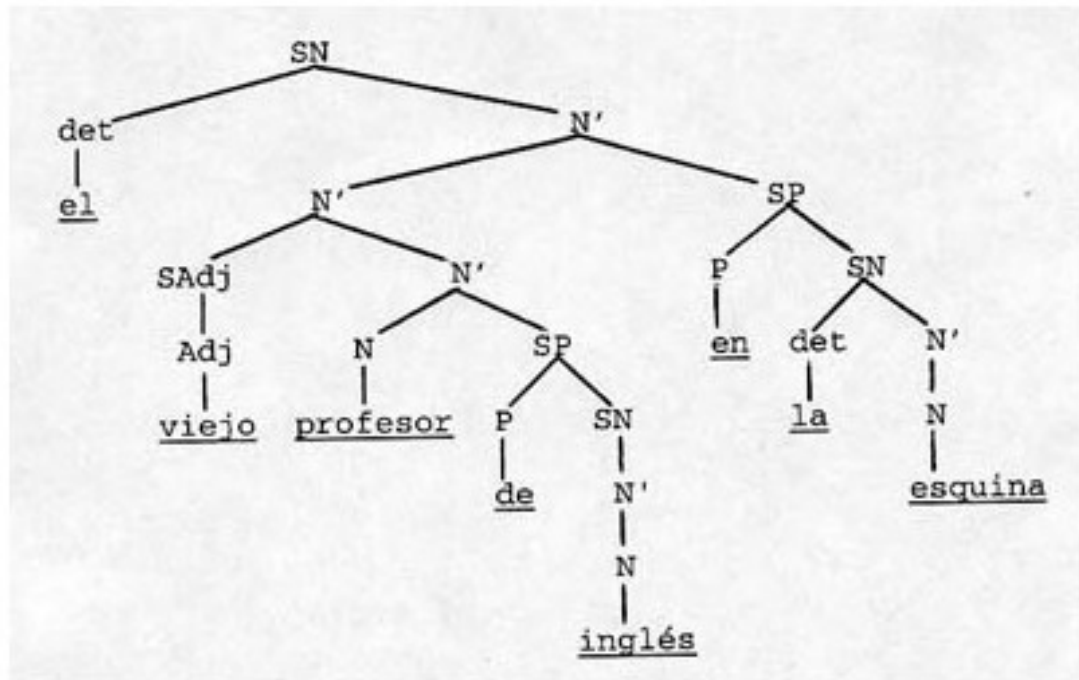 SN
det N'
el N' SP
SAdj N' P SN
Adj N SP en det N'
viejo profesor P SN la N
de N' esquina
N
inglés